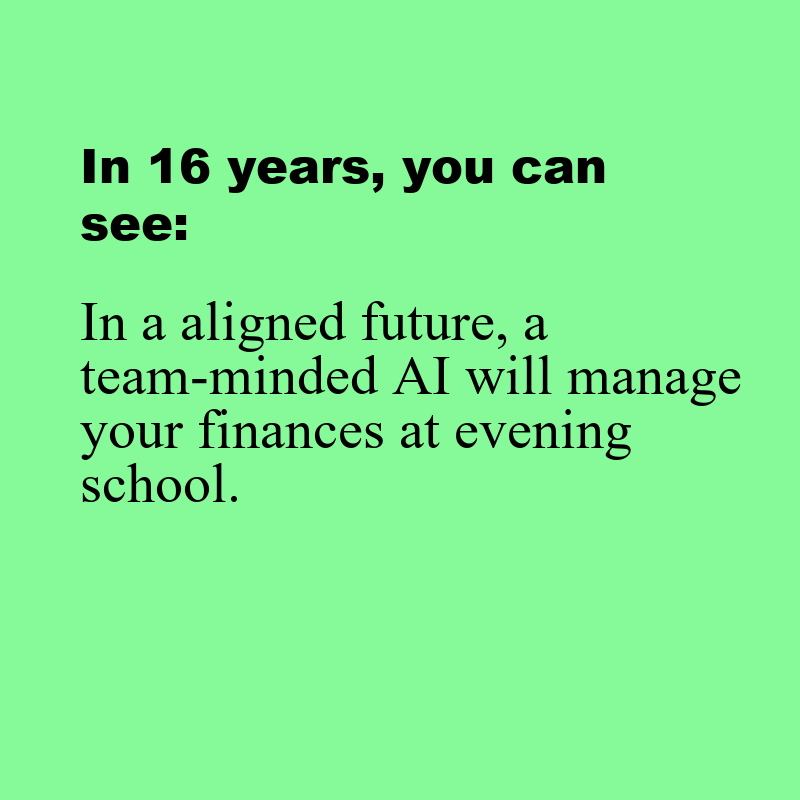 In 16 years, you can
see:
In a aligned future, a
team-minded AI will manage
your finances at evening
school.